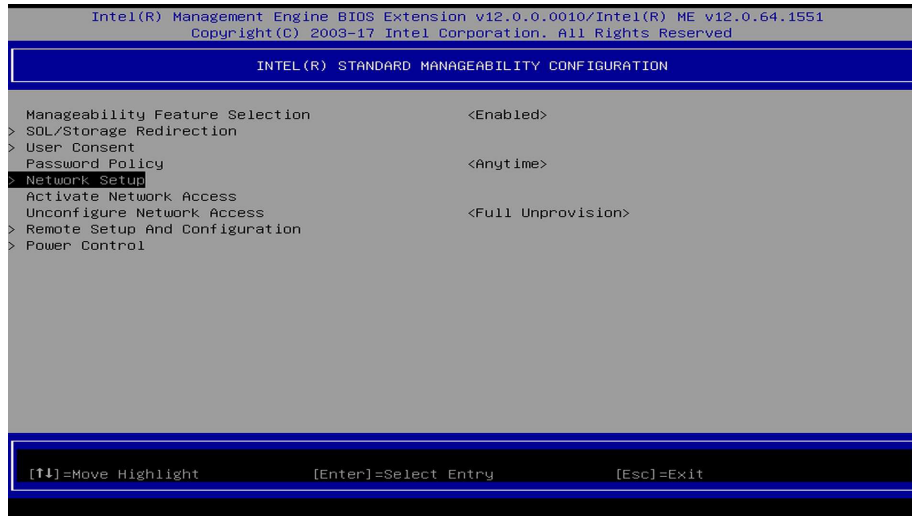 Intel(R) Management Engine BIOS Extension v12.0.0.0010/Intel(R) ME v12.0.64.1551
Copyright(C) 2003-17 Intel Corporation. All Rights Reserved
INTEL(R) STANDARD MANAGEABILITY CONFIGURATION
Manageability Feature Selection <Enabled>
> SOL/Storage Redirection
> User Consent
Password Policy <Anytime>
> Network Setup
Activate Network Access
Unconfigure Network Access <Full Unprovision>
> Remote Setup And Configuration
> Power Control
[↑↓]=Move Highlight [Enter]=Select Entry [Esc]=Exit